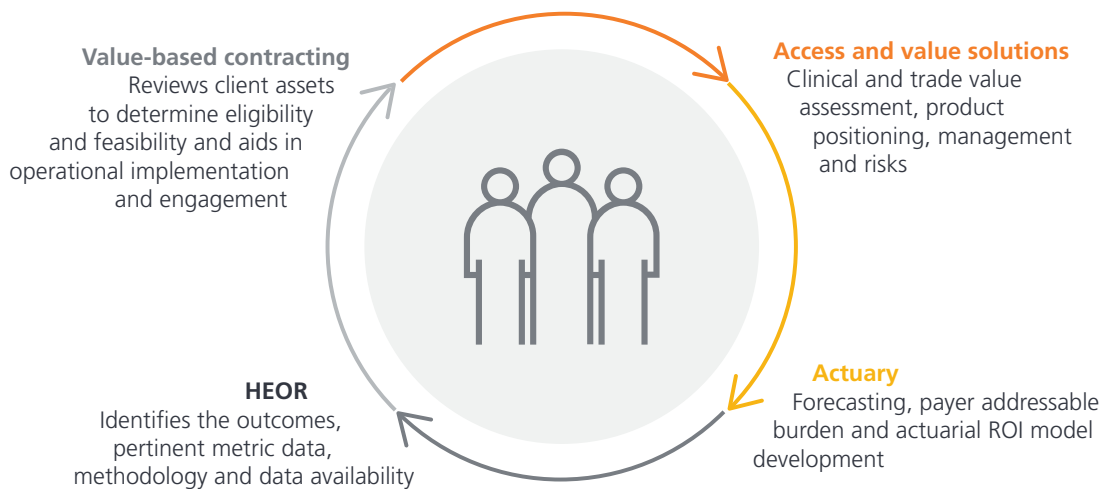 Value-based contracting
Reviews client assets
to determine eligibility
and feasibility and aids in
operational implementation
and engagement
Access and value solutions
Clinical and trade value
assessment, product
positioning, management
and risks
HEOR
Identifies the outcomes,
pertinent metric data,
methodology and data availability
Actuary
Forecasting, payer addressable
burden and actuarial ROI model
development